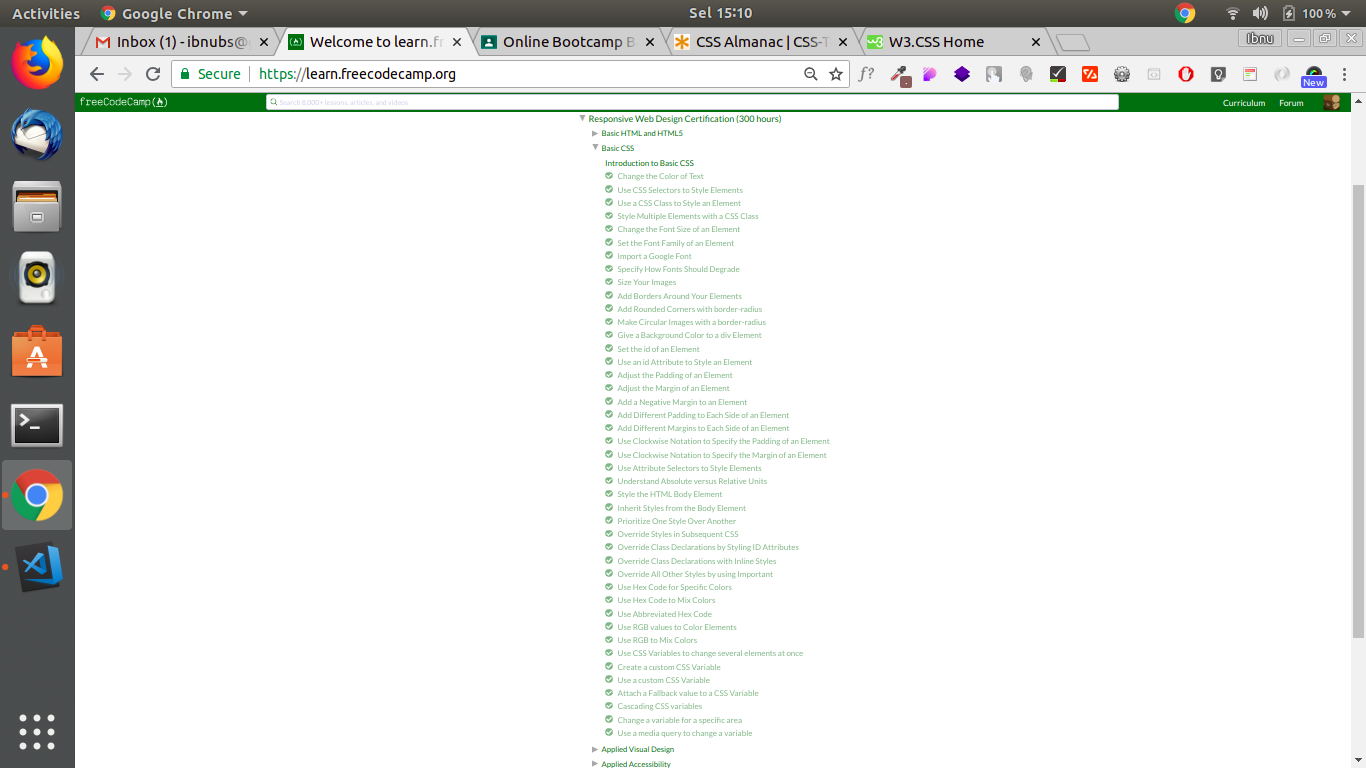 Activities Google Chrome Sel 15:10 100 %
Inbox (1) - ibnubs@ Welcome to learn.fr Online Bootcamp B CSS Almanac | CSS-T W3.CSS Home Ibnu
Secure https://learn.freecodecamp.org f? New
freeCodeCamp Search 8,000+ lessons, articles, and videos Curriculum Forum
Responsive Web Design Certification (300 hours)
Basic HTML and HTML5
Basic CSS
Introduction to Basic CSS
Change the Color of Text
Use CSS Selectors to Style Elements
Use a CSS Class to Style an Element
Style Multiple Elements with a CSS Class
Change the Font Size of an Element
Set the Font Family of an Element
Import a Google Font
Specify How Fonts Should Degrade
Size Your Images
Add Borders Around Your Elements
Add Rounded Corners with border-radius
Make Circular Images with a border-radius
Give a Background Color to a div Element
Set the id of an Element
Use an id Attribute to Style an Element
Adjust the Padding of an Element
Adjust the Margin of an Element
Add a Negative Margin to an Element
Add Different Padding to Each Side of an Element
Add Different Margins to Each Side of an Element
Use Clockwise Notation to Specify the Padding of an Element
Use Clockwise Notation to Specify the Margin of an Element
Use Attribute Selectors to Style Elements
Understand Absolute versus Relative Units
Style the HTML Body Element
Inherit Styles from the Body Element
Prioritize One Style Over Another
Override Styles in Subsequent CSS
Override Class Declarations by Styling ID Attributes
Override Class Declarations with Inline Styles
Override All Other Styles by using Important
Use Hex Code for Specific Colors
Use Hex Code to Mix Colors
Use Abbreviated Hex Code
Use RGB values to Color Elements
Use RGB to Mix Colors
Use CSS Variables to change several elements at once
Create a custom CSS Variable
Use a custom CSS Variable
Attach a Fallback value to a CSS Variable
Cascading CSS variables
Change a variable for a specific area
Use a media query to change a variable
Applied Visual Design
Applied Accessibility